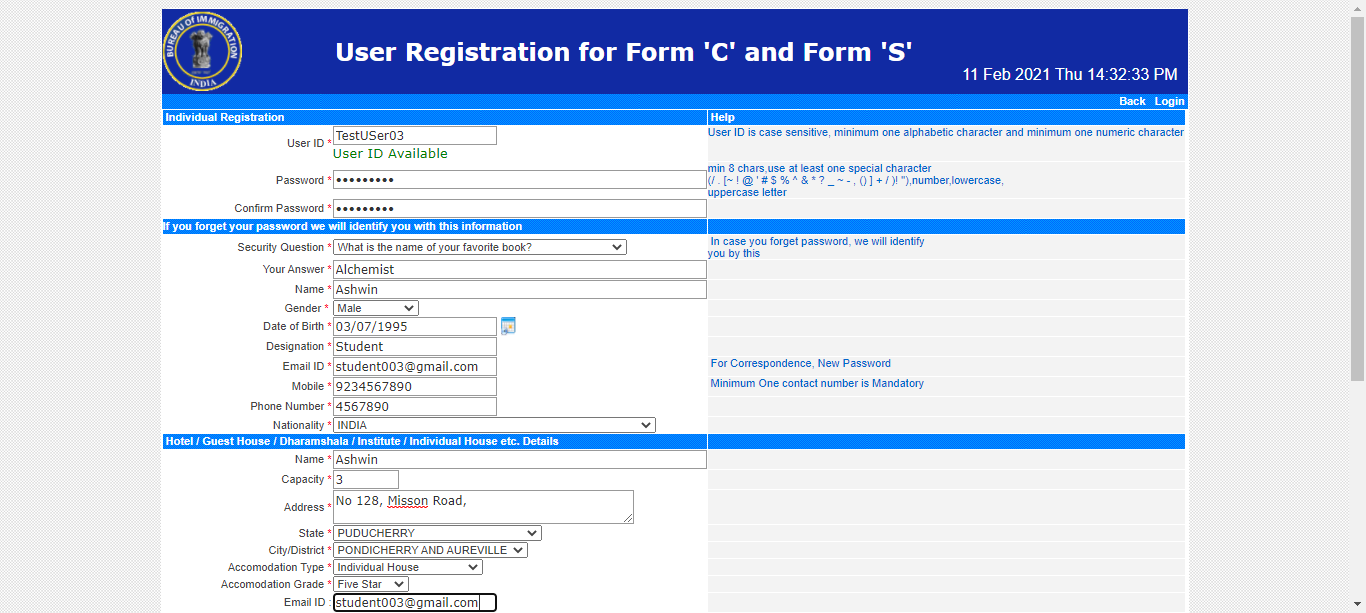 BUREAU OF IMMIGRATION
INDIA
User Registration for Form 'C' and Form 'S'
11 Feb 2021 Thu 14:32:33 PM
Back Login
Individual Registration Help
User ID * TestUSer03 User ID is case sensitive, minimum one alphabetic character and minimum one numeric character
User ID Available
Password * ••••••••• min 8 chars,use at least one special character
(/ . [~ ! @ ' # $ % ^ & * ? _ ~ - , () ] + / )! "),number,lowercase,
uppercase letter
Confirm Password * •••••••••
If you forget your password we will identify you with this information
Security Question * What is the name of your favorite book? In case you forget password, we will identify
you by this
Your Answer * Alchemist
Name * Ashwin
Gender * Male
Date of Birth * 03/07/1995
Designation * Student
Email ID * student003@gmail.com For Correspondence, New Password
Mobile * 9234567890 Minimum One contact number is Mandatory
Phone Number * 4567890
Nationality * INDIA
Hotel / Guest House / Dharamshala / Institute / Individual House etc. Details
Name * Ashwin
Capacity * 3
Address * No 128, Misson Road,
State * PUDUCHERRY
City/District * PONDICHERRY AND AUREVILLE
Accomodation Type * Individual House
Accomodation Grade * Five Star
Email ID : student003@gmail.com